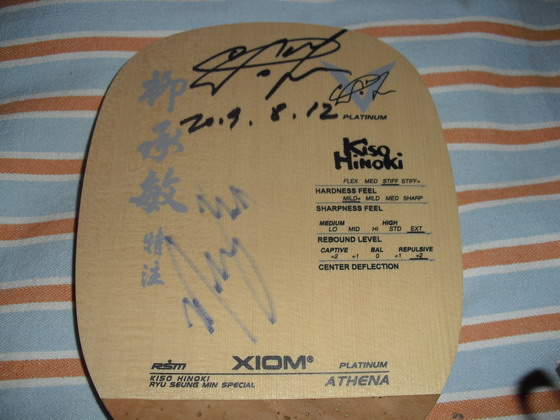 2009.8.12
柳承敏
特注
PLATINUM
KISO
HINOKI
FLEX MED STIFF STIFF+
HARDNESS FEEL
MILD+ MILD MED SHARP
SHARPNESS FEEL
MEDIUM HIGH
LO MID HI STD EXT
REBOUND LEVEL
CAPTIVE BAL REPULSIVE
+2 +1 0 +1 +2
CENTER DEFLECTION
RSM XIOM® PLATINUM
KISO HINOKI
RYU SEUNG MIN SPECIAL
ATHENA